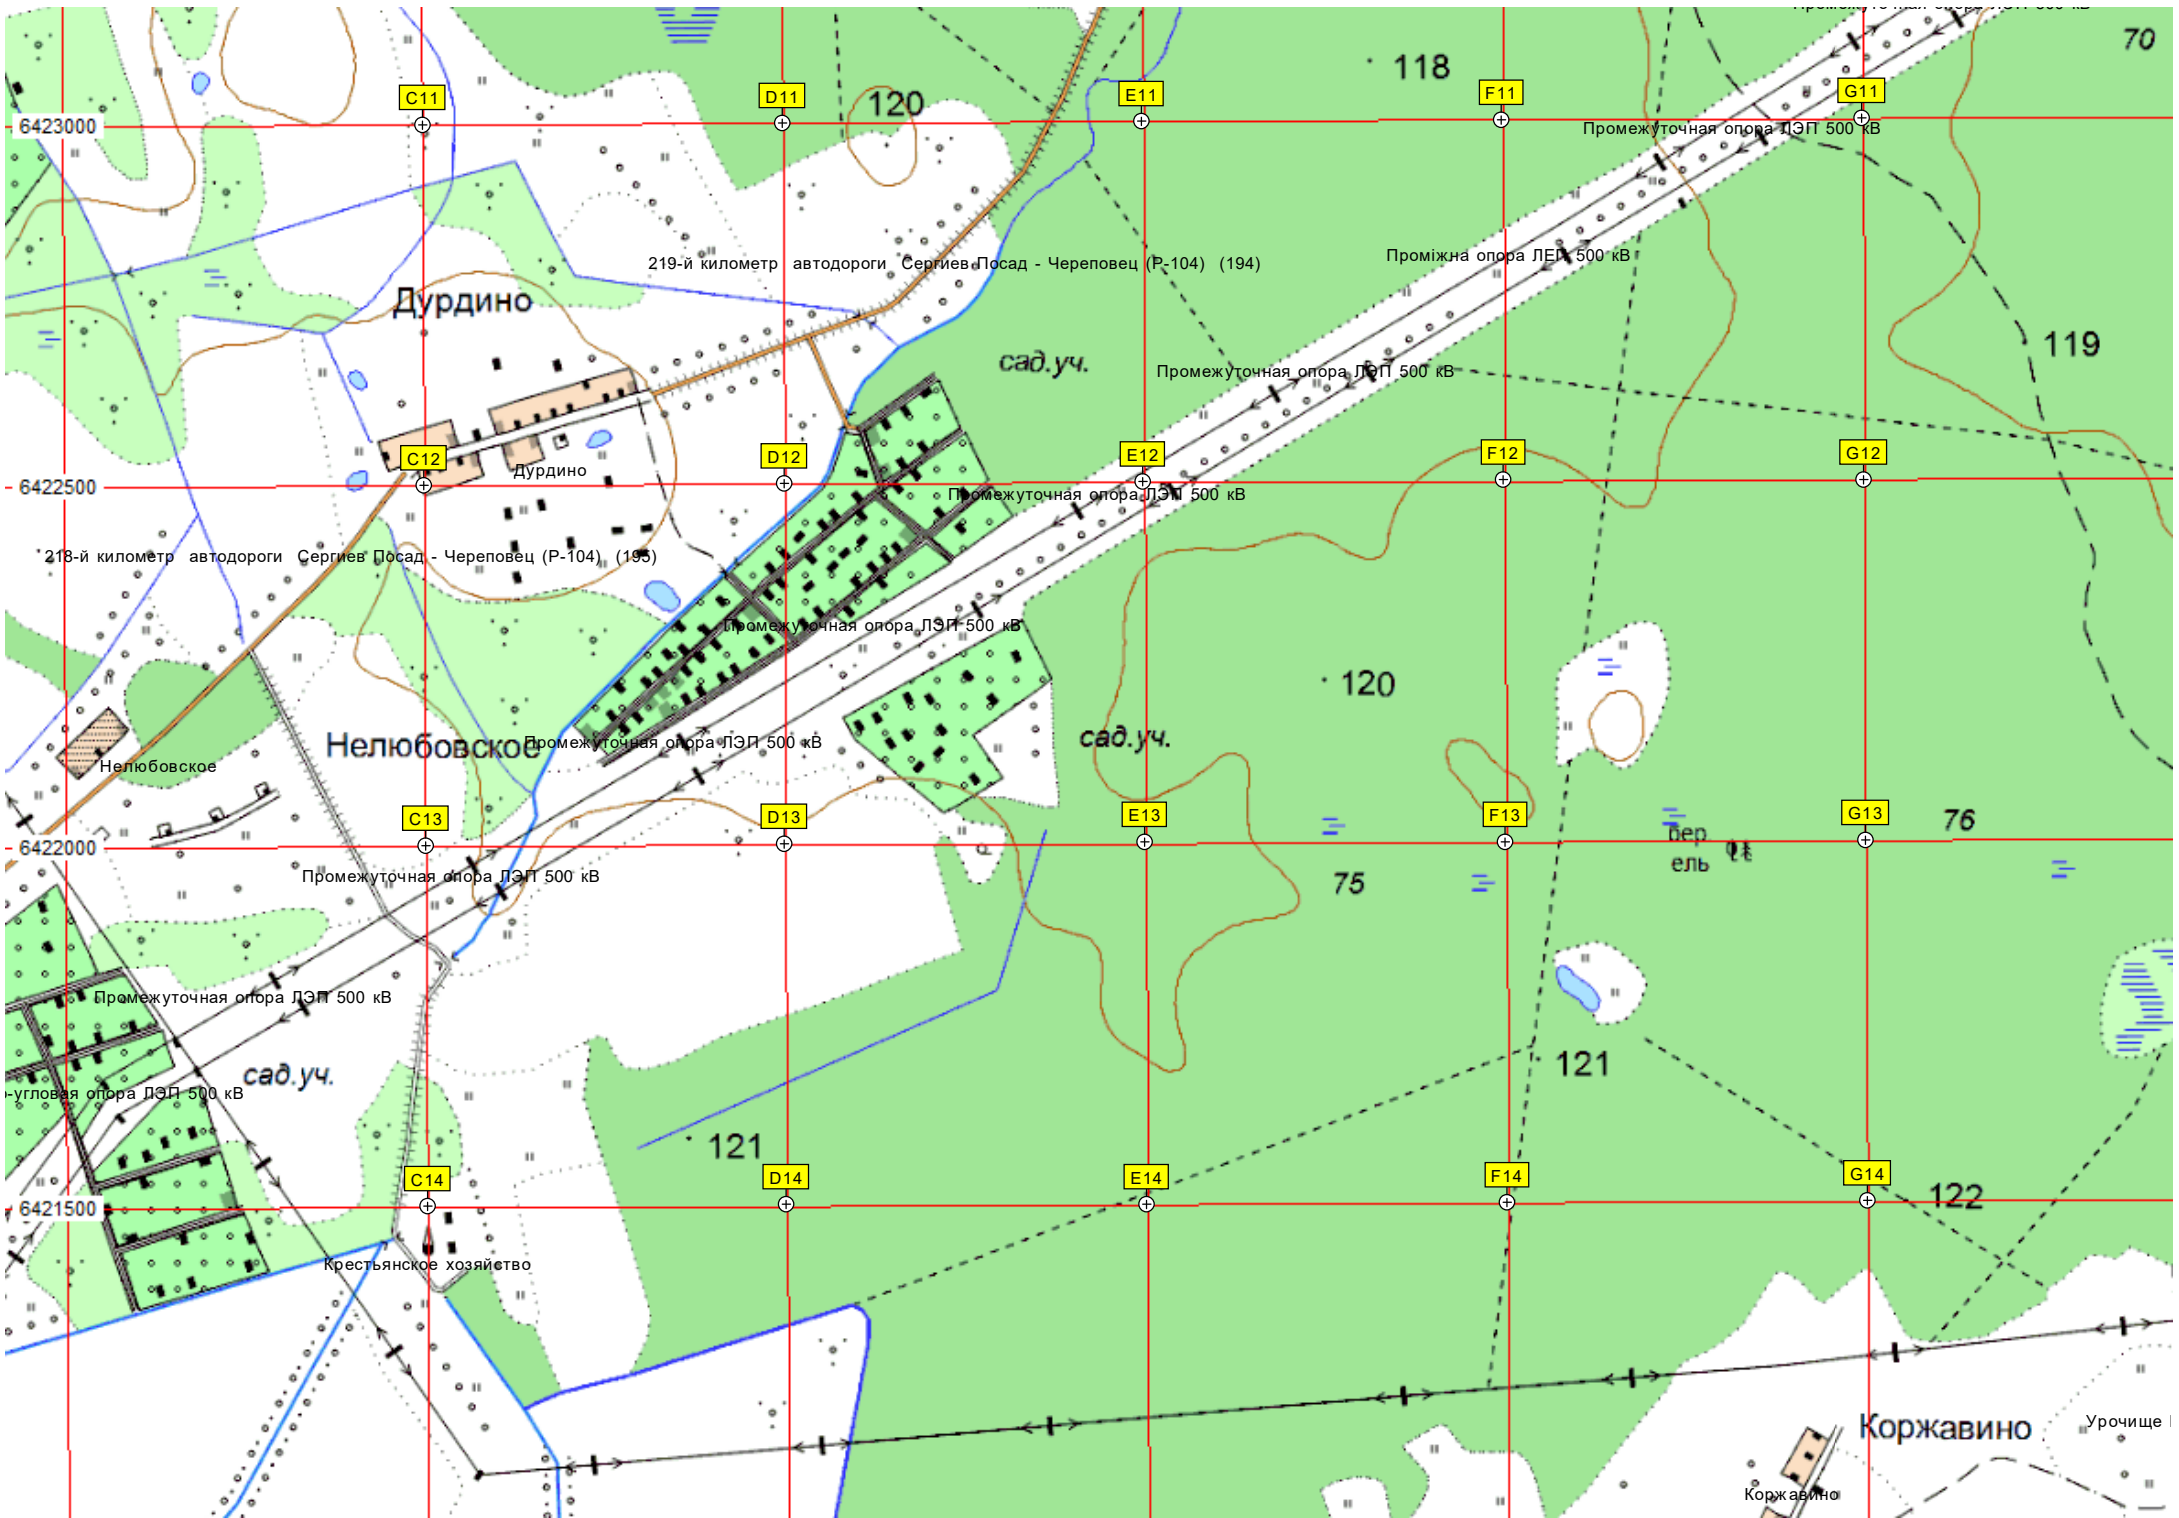 70
118
C11
D11
120
E11
F11
G11
6423000
Промежуточная опора ЛЭП 500 кВ
219-й километр автодороги Сергиев Посад - Череповец (Р-104) (194)
Проміжна опора ЛЕП 500 кВ
Дурдино
119
сад.уч.
Промежуточная опора ЛЭП 500 кВ
C12
D12
E12
F12
G12
Дурдино
6422500
Промежуточная опора ЛЭП 500 кВ
218-й километр автодороги Сергиев Посад - Череповец (Р-104) (195)
Промежуточная опора ЛЭП 500 кВ
120
Нелюбовское
Промежуточная опора ЛЭП 500 кВ
сад.уч.
Нелюбовское
C13
D13
E13
F13
G13
76
6422000
бер
ель
Промежуточная опора ЛЭП 500 кВ
75
Промежуточная опора ЛЭП 500 кВ
сад.уч.
121
-угловая опора ЛЭП 500 кВ
121
C14
D14
E14
F14
G14
122
6421500
Крестьянское хозяйство
Коржавино
Урочище
Коржавино